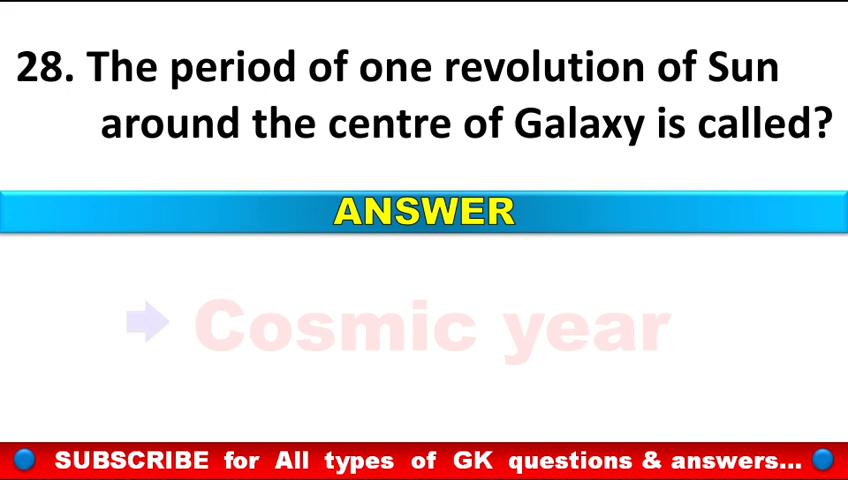 28. The period of one revolution of Sun
around the centre of Galaxy is called?
ANSWER
Cosmic year
SUBSCRIBE for All types of GK questions & answers...